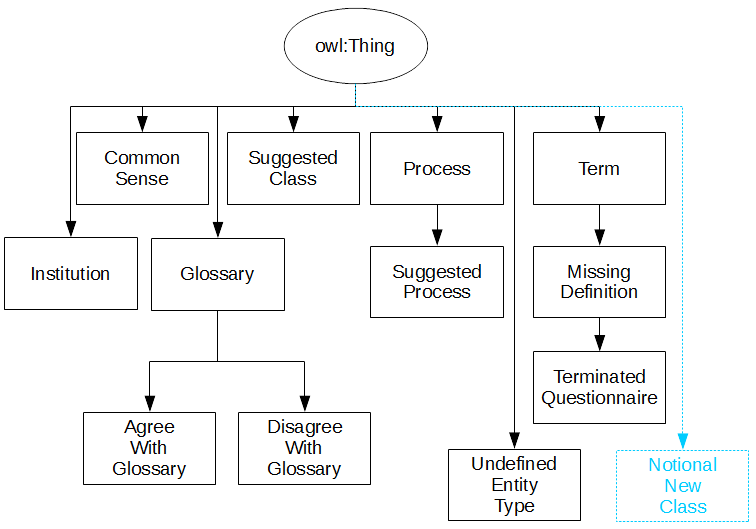 owl:Thing
Common
Sense
Suggested
Class
Process
Term
Institution
Glossary
Suggested
Process
Missing
Definition
Terminated
Questionnaire
Agree
With
Glossary
Disagree
With
Glossary
Undefined
Entity
Type
Notional
New
Class